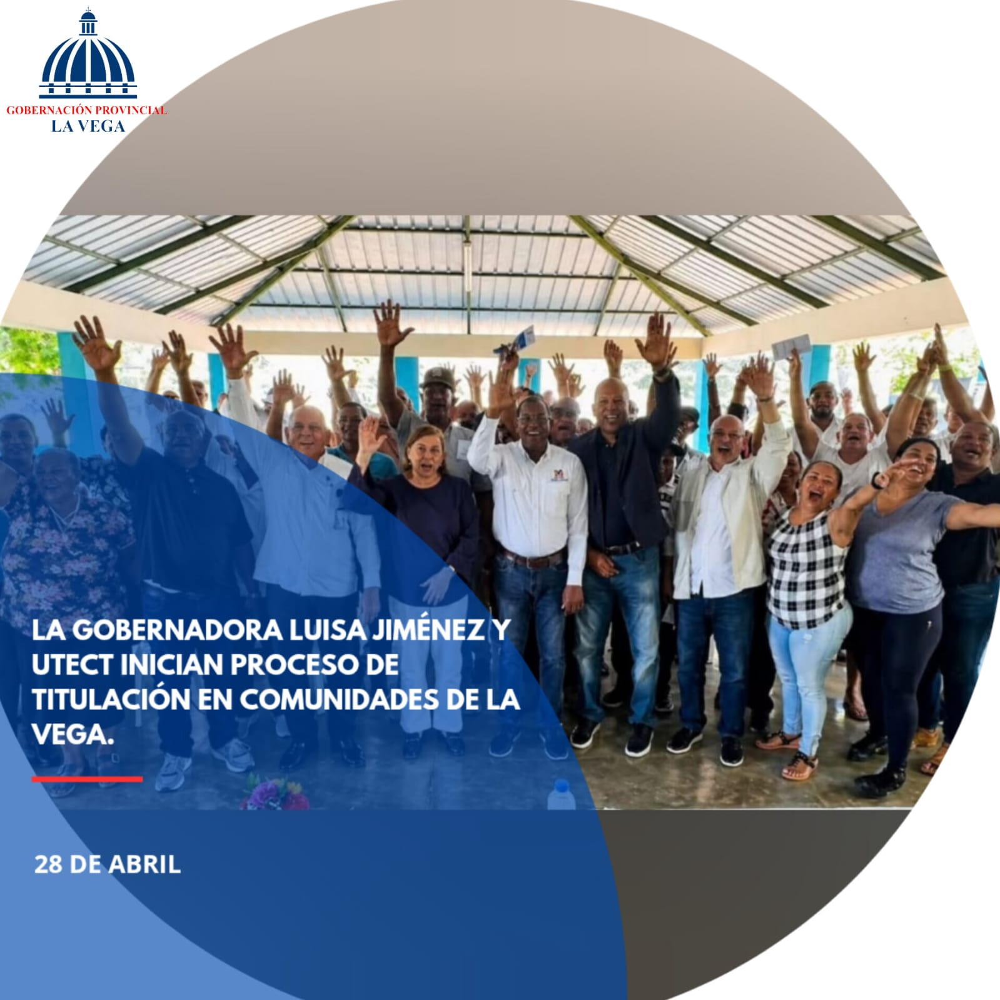 GOBERNACIÓN PROVINCIAL
LA VEGA
LA GOBERNADORA LUISA JIMÉNEZ Y
UTECT INICIAN PROCESO DE
TITULACIÓN EN COMUNIDADES DE LA
VEGA.
28 DE ABRIL